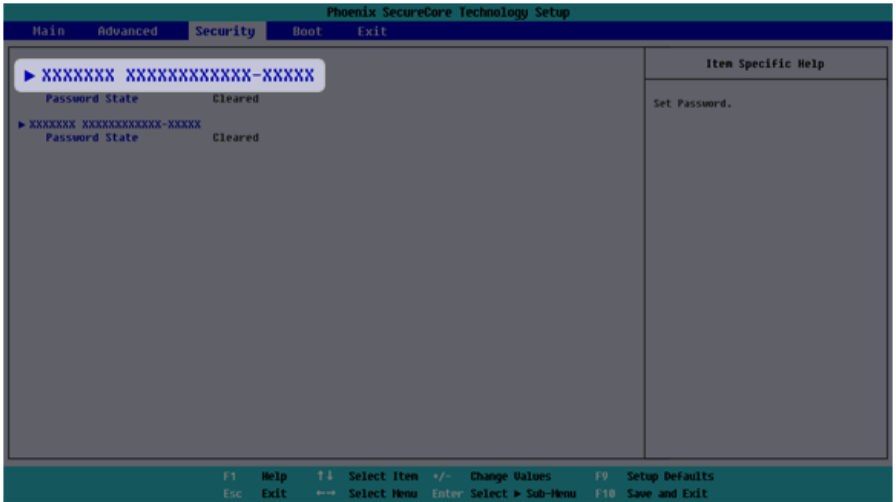 Phoenix SecureCore Technology Setup
Main Advanced Security Boot Exit
Item Specific Help
► XXXXXXX XXXXXXXXXXXX-XXXXX
Password State Cleared
Set Password.
► XXXXXXX XXXXXXXXXXXX-XXXXX
Password State Cleared
F1 Help ↑↓ Select Item +/- Change Values F9 Setup Defaults
Esc Exit ←→ Select Menu Enter Select ► Sub-Menu F10 Save and Exit